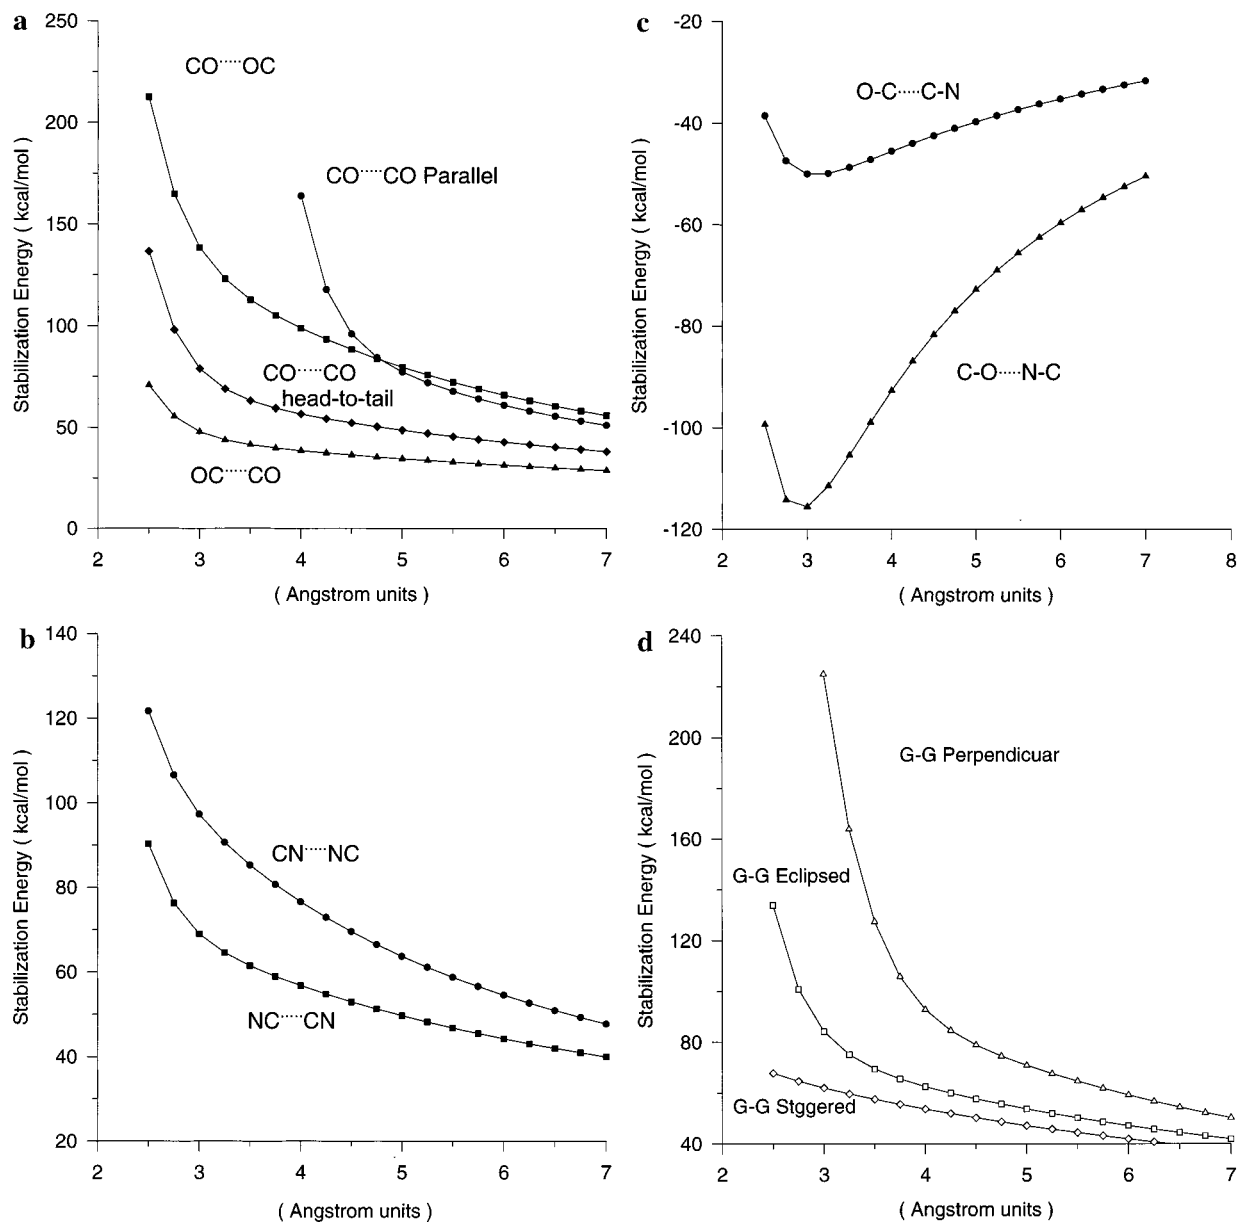 a
250
200
150
100
50
0
Stabilization Energy ( kcal/mol )
CO·····OC
CO·····CO Parallel
CO·····CO
head-to-tail
OC·····CO
2 3 4 5 6 7
( Angstrom units )
c
-20
-40
-60
-80
-100
-120
Stabilization Energy ( kcal/mol )
O-C·····C-N
C-O·····N-C
2 3 4 5 6 7 8
( Angstrom units )
b
140
120
100
80
60
40
20
Stabilization Energy ( kcal/mol )
CN·····NC
NC·····CN
2 3 4 5 6 7
( Angstrom units )
d
240
200
160
120
80
40
Stabilization Energy ( kcal/mol )
G-G Perpendicuar
G-G Eclipsed
G-G Stggered
2 3 4 5 6 7
( Angstrom units )